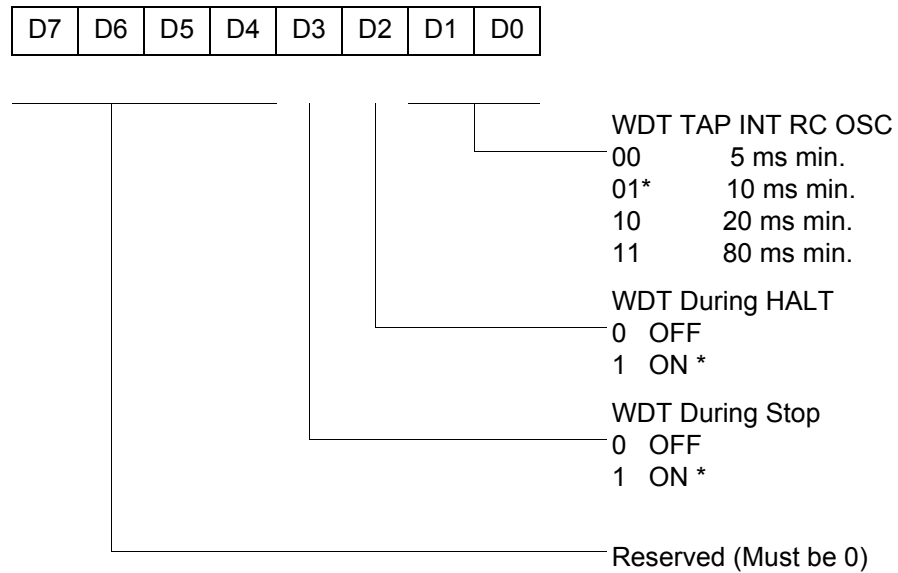 D7 D6 D5 D4 D3 D2 D1 D0
WDT TAP INT RC OSC
00 5 ms min.
01* 10 ms min.
10 20 ms min.
11 80 ms min.
WDT During HALT
0 OFF
1 ON *
WDT During Stop
0 OFF
1 ON *
Reserved (Must be 0)